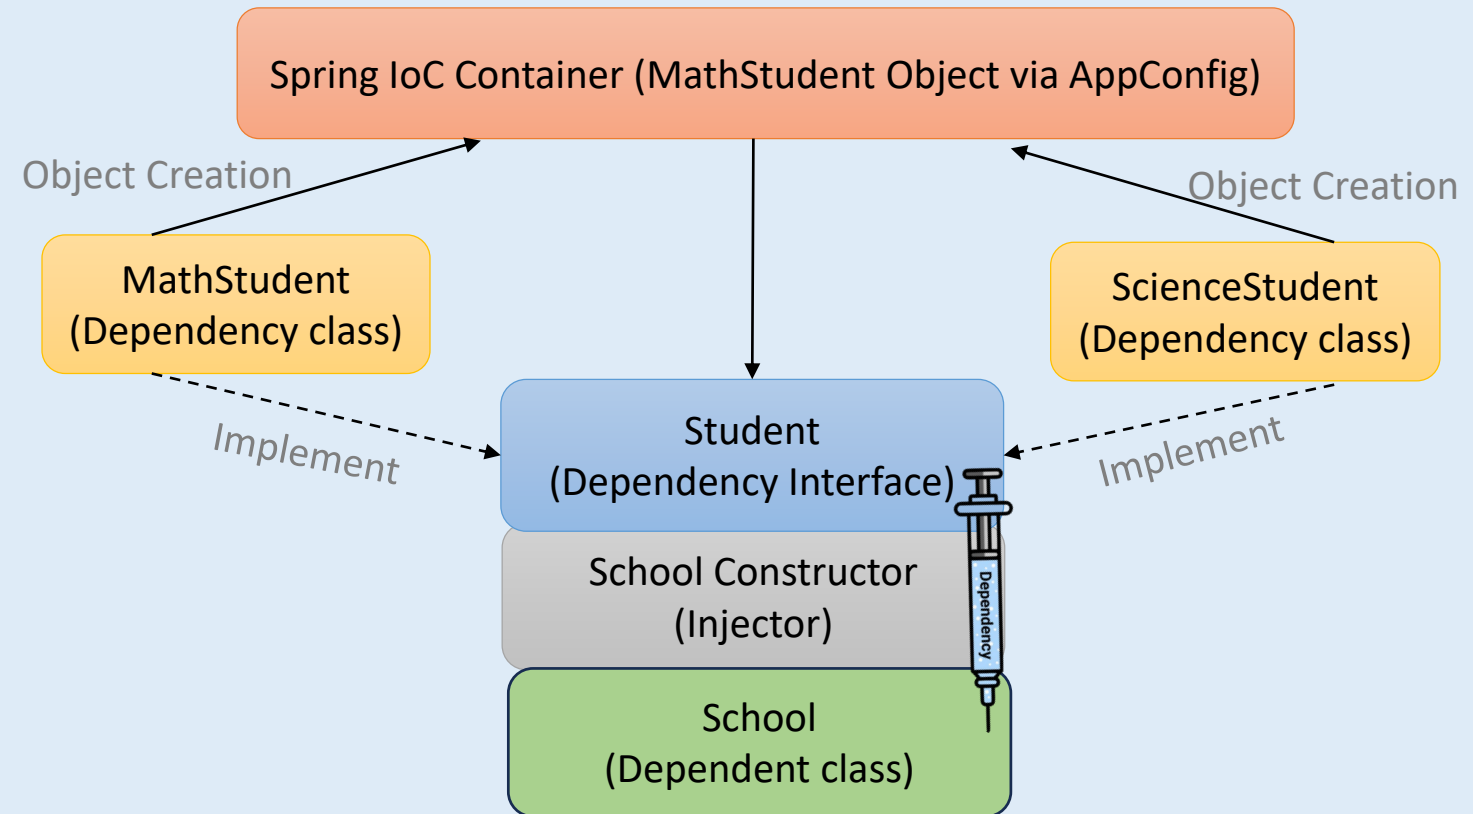 Spring IoC Container (MathStudent Object via AppConfig)
Object Creation
Object Creation
MathStudent
(Dependency class)
ScienceStudent
(Dependency class)
Implement
Implement
Student
(Dependency Interface)
School Constructor
(Injector)
Dependency
School
(Dependent class)